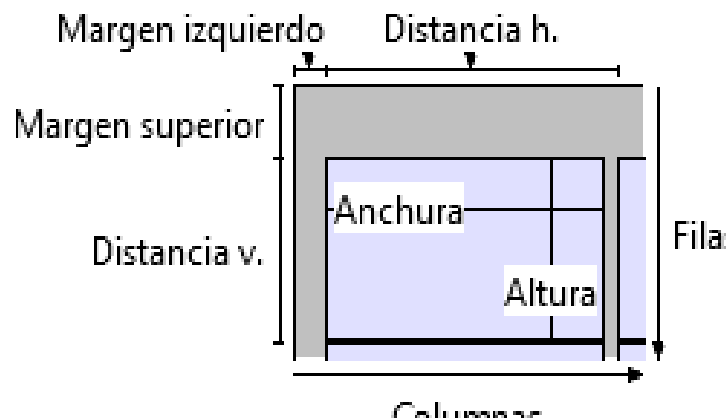 Margen izquierdo Distancia h.
Margen superior
Anchura
Distancia v.
Filas
Altura
Columnas